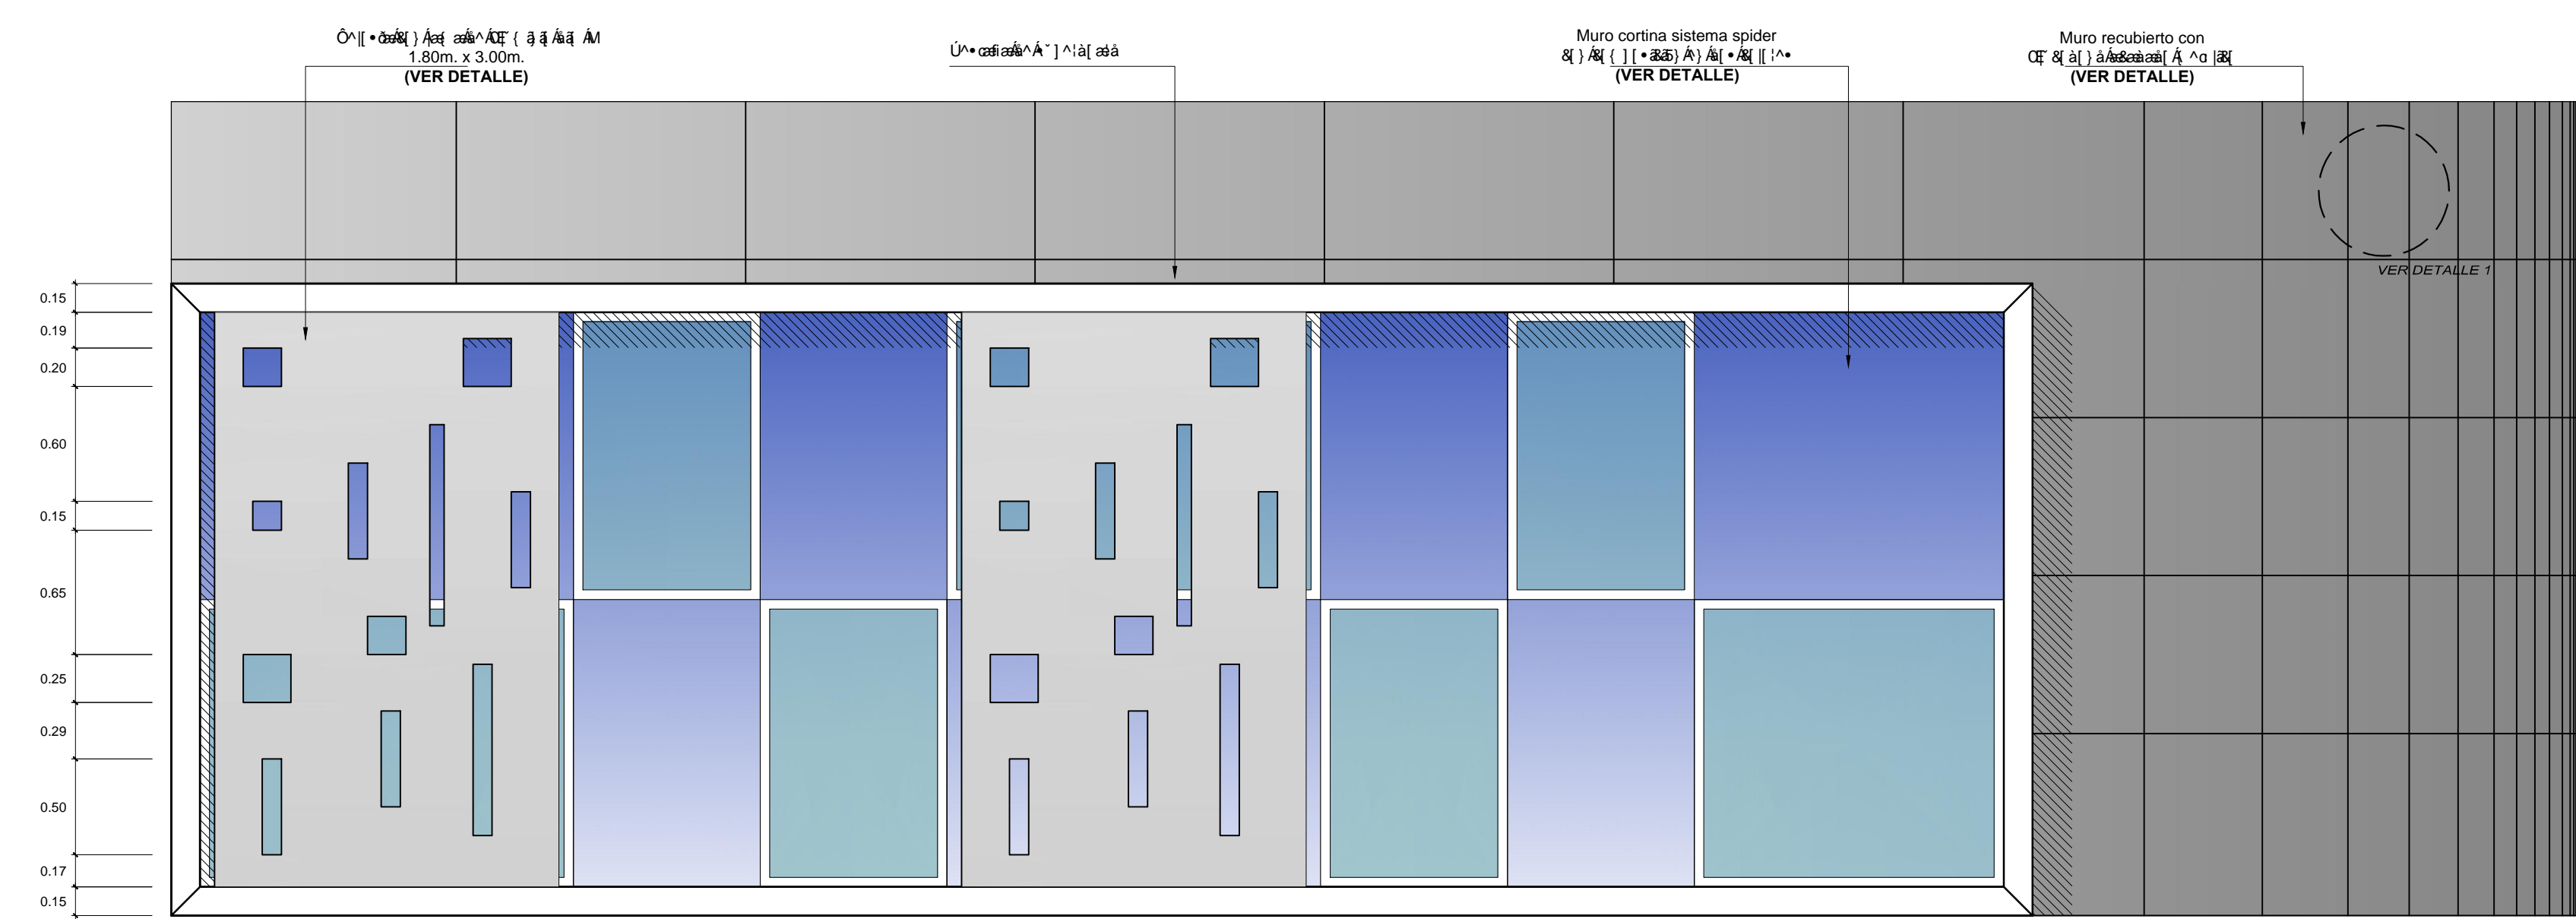 1.80m. x 3.00m.
(VER DETALLE)
Muro cortina sistema spider
(VER DETALLE)
Muro recubierto con
(VER DETALLE)
VER DETALLE 1
0.15
0.19
0.20
0.60
0.15
0.65
0.25
0.29
0.50
0.17
0.15